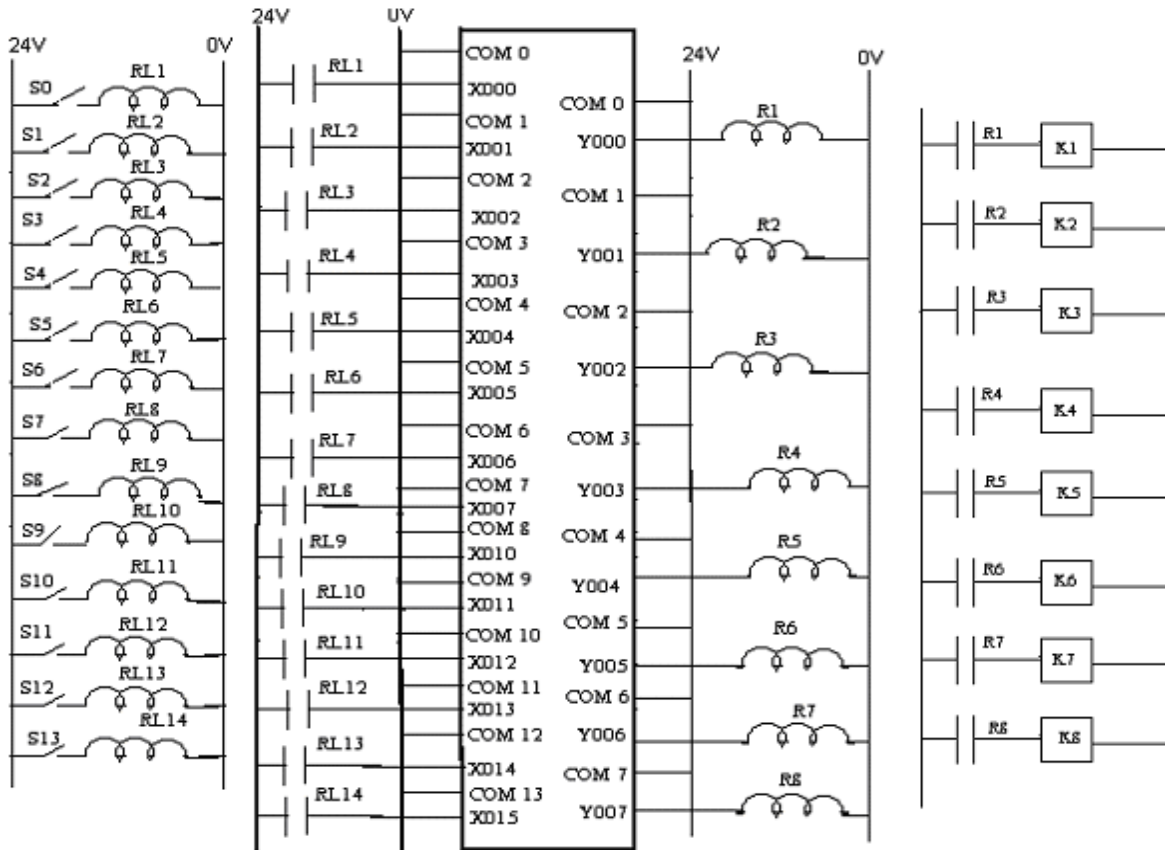 24V 0V
S0 RL1
S1 RL2
S2 RL3
S3 RL4
S4 RL5
S5 RL6
S6 RL7
S7 RL8
S8 RL9
S9 RL10
S10 RL11
S11 RL12
S12 RL13
S13 RL14
24V UV
RL1
RL2
RL3
RL4
RL5
RL6
RL7
RL8
RL9
RL10
RL11
RL12
RL13
RL14
COM 0
X000
COM 1
X001
COM 2
X002
COM 3
X003
COM 4
X004
COM 5
X005
COM 6
X006
COM 7
X007
COM 8
X010
COM 9
X011
COM 10
X012
COM 11
X013
COM 12
X014
COM 13
X015
COM 0
Y000
COM 1
Y001
COM 2
Y002
COM 3
Y003
COM 4
Y004
COM 5
Y005
COM 6
Y006
COM 7
Y007
24V 0V
R1
R2
R3
R4
R5
R6
R7
R8
R1 K1
R2 K2
R3 K3
R4 K4
R5 K5
R6 K6
R7 K7
R8 K8